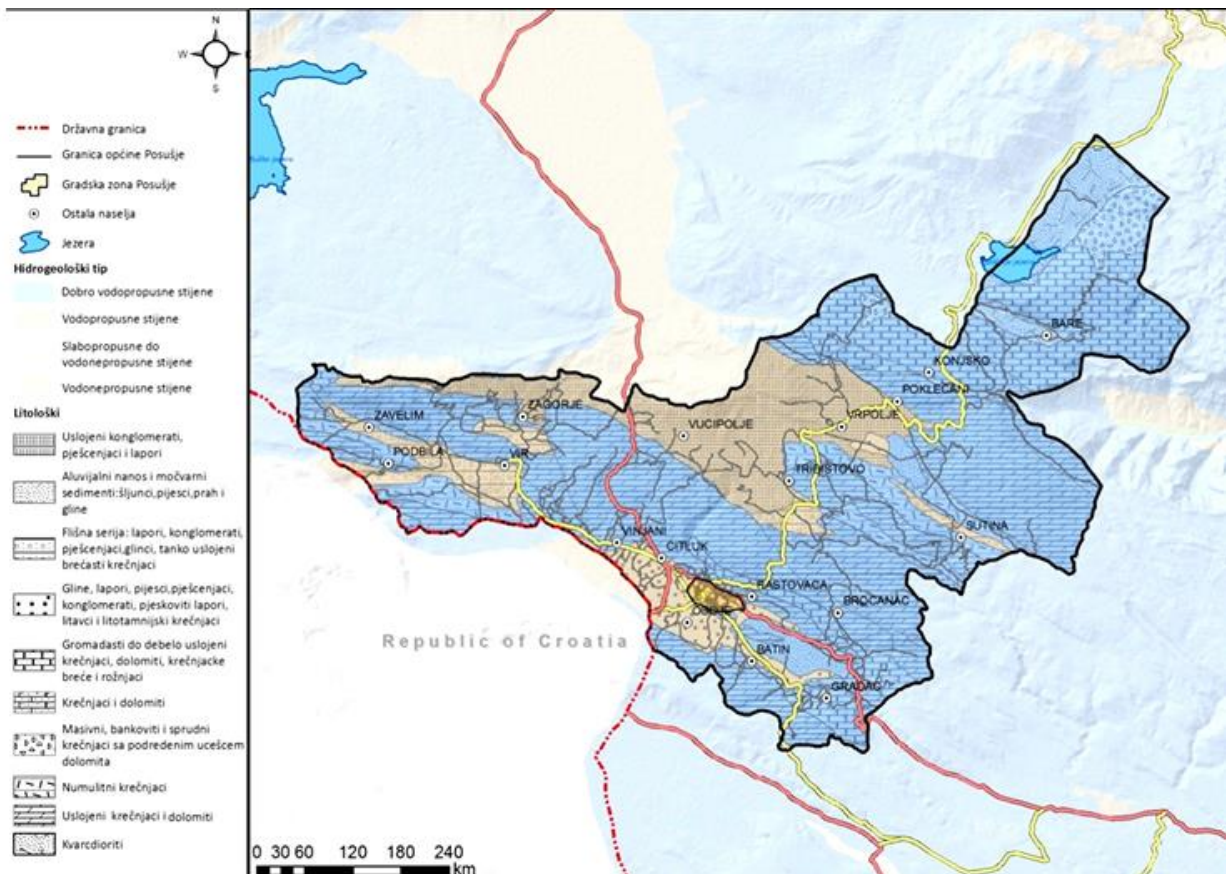 N
W
S
Državna granica
Granica općine Posušje
Gradska zona Posušje
Ostala naselja
Jezera
Hidrogeološki tip
Dobro vodopropusne stijene
Vodopropusne stijene
Slabopropusne do
vodonepropusne stijene
Vodonepropusne stijene
Litološki
Uslojeni konglomerati,
pješčenjaci i lapori
Aluvijalni nanos i močvarni
sedimenti:šljunci,pijesci,prah i
gline
Flišna serija: lapori, konglomerati,
pješčenjaci,glinci, tanko uslojeni
brečasti krečnjaci
Gline, lapori, pijesci,pješčenjaci,
konglomerati, pjeskoviti lapori,
litavci i litotamnijski krečnjaci
Gromadasti do debelo uslojeni
krečnjaci, dolomiti, krečnjacke
breće i rožnjaci
Krečnjaci i dolomiti
Masivni, bankoviti i sprudni
krečnjaci sa podređenim učešcem
dolomita
Numulitni krečnjaci
Uslojeni krečnjaci i dolomiti
Kvarcdioriti
BARE
KONJSKO
POKLEČANI
ZAGORJE
ZAVELIM
VRPOLJE
VUCIPOLJE
PODBILA
VIR
TRIBISTOVO
SUTINA
VINJANI
CITLUK
RASTOVACA
BROCANAC
Republic of Croatia
BATIN
GRADAC
0 30 60 120 180 240
km